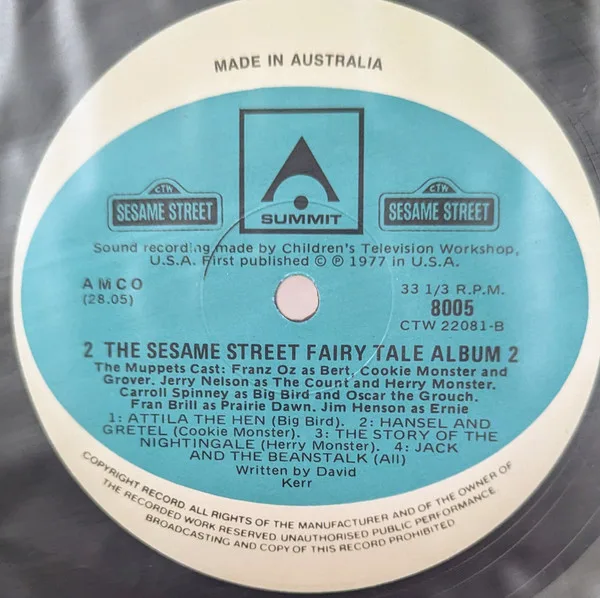 MADE IN AUSTRALIA
SUMMIT
CTW
SESAME STREET
CTW
SESAME STREET
Sound recording made by Children's Television Workshop,
U.S.A. First published © ℗ 1977 in U.S.A.
AMCO
(28.05)
33 1/3 R.P.M.
8005
CTW 22081-B
2 THE SESAME STREET FAIRY TALE ALBUM 2
The Muppets Cast: Franz Oz as Bert, Cookie Monster and
Grover. Jerry Nelson as The Count and Herry Monster.
Carroll Spinney as Big Bird and Oscar the Grouch.
Fran Brill as Prairie Dawn. Jim Henson as Ernie
1: ATTILA THE HEN (Big Bird). 2: HANSEL AND
GRETEL (Cookie Monster). 3: THE STORY OF THE
NIGHTINGALE (Herry Monster). 4: JACK
AND THE BEANSTALK (All)
Written by David
Kerr
COPYRIGHT RECORD. ALL RIGHTS OF THE MANUFACTURER AND OF THE OWNER OF
THE RECORDED WORK RESERVED. UNAUTHORISED PUBLIC PERFORMANCE
BROADCASTING AND COPY OF THIS RECORD PROHIBITED